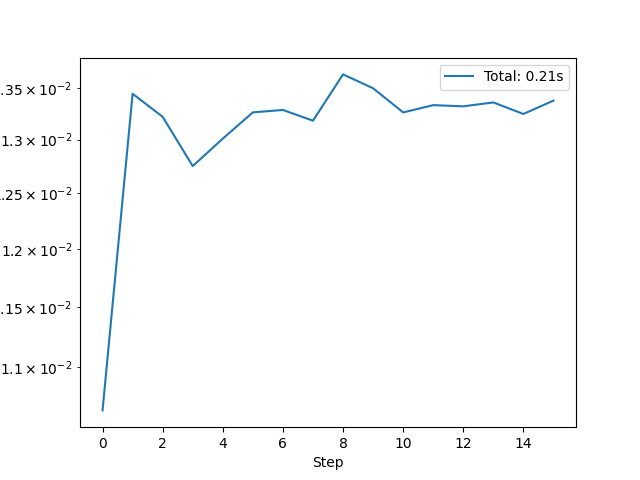 Total: 0.21s
.35 × 10⁻²
1.3 × 10⁻²
.25 × 10⁻²
1.2 × 10⁻²
.15 × 10⁻²
1.1 × 10⁻²
0 2 4 6 8 10 12 14
Step